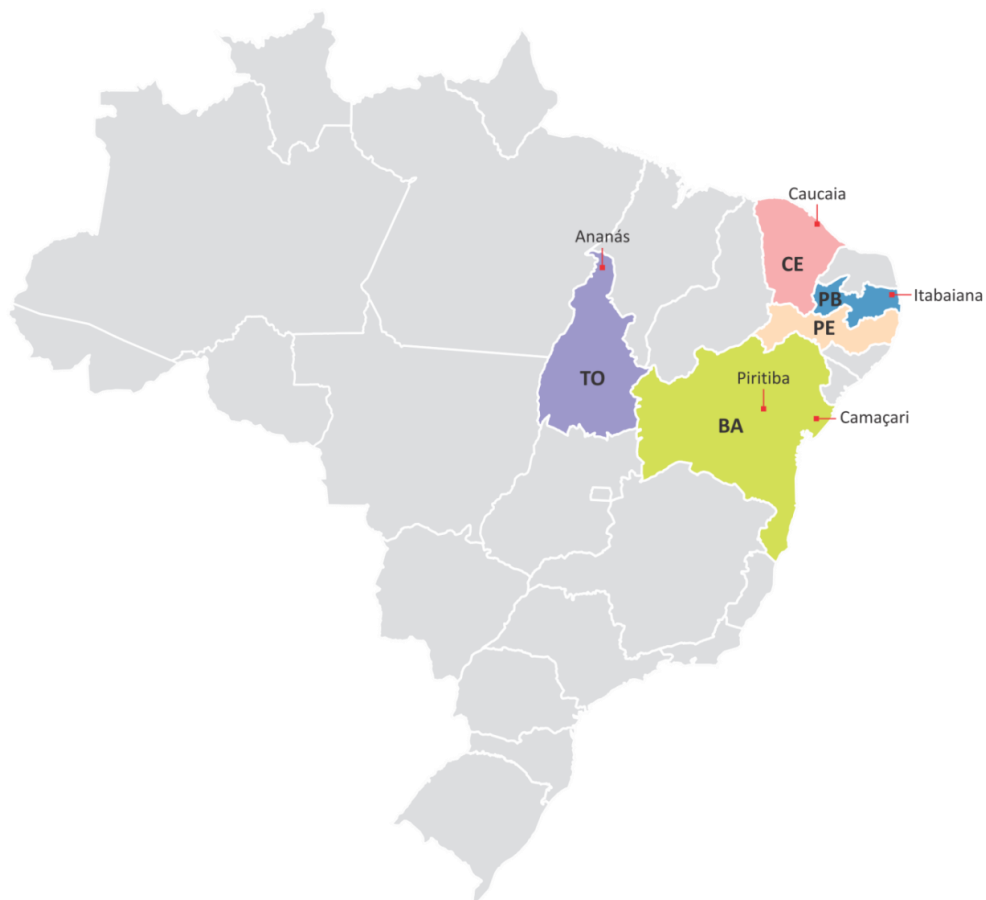 Caucaia
Ananás
CE
Itabaiana
PB
PE
TO
Piritiba
Camaçari
BA